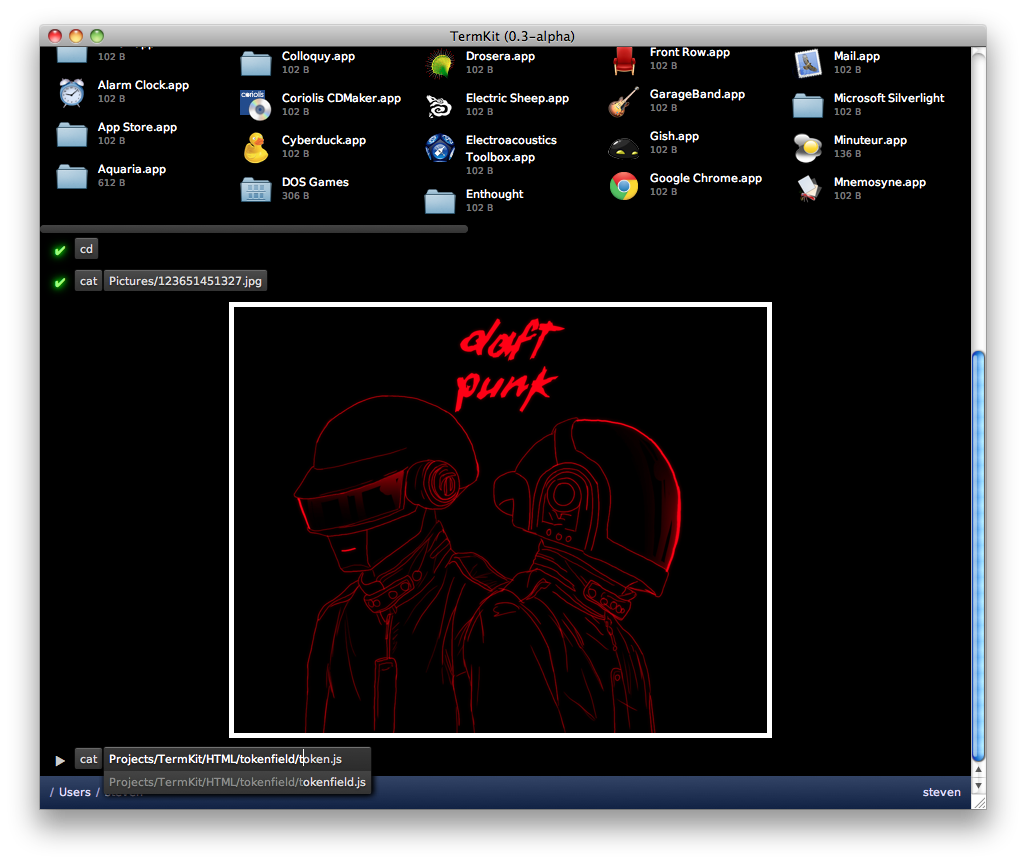 TermKit (0.3-alpha)
102 B
Alarm Clock.app
102 B
App Store.app
102 B
Aquaria.app
612 B
Colloquy.app
102 B
coriolis
Coriolis CDMaker.app
102 B
Cyberduck.app
102 B
DOS Games
306 B
Drosera.app
102 B
Electric Sheep.app
102 B
Electroacoustics
Toolbox.app
102 B
Enthought
102 B
Front Row.app
102 B
GarageBand.app
102 B
Gish.app
102 B
Google Chrome.app
102 B
Mail.app
102 B
Microsoft Silverlight
102 B
Minuteur.app
136 B
Mnemosyne.app
102 B
cd
cat Pictures/123651451327.jpg
daft
punk
cat Projects/TermKit/HTML/tokenfield/token.js
Projects/TermKit/HTML/tokenfield/tokenfield.js
/ Users / steven
steven